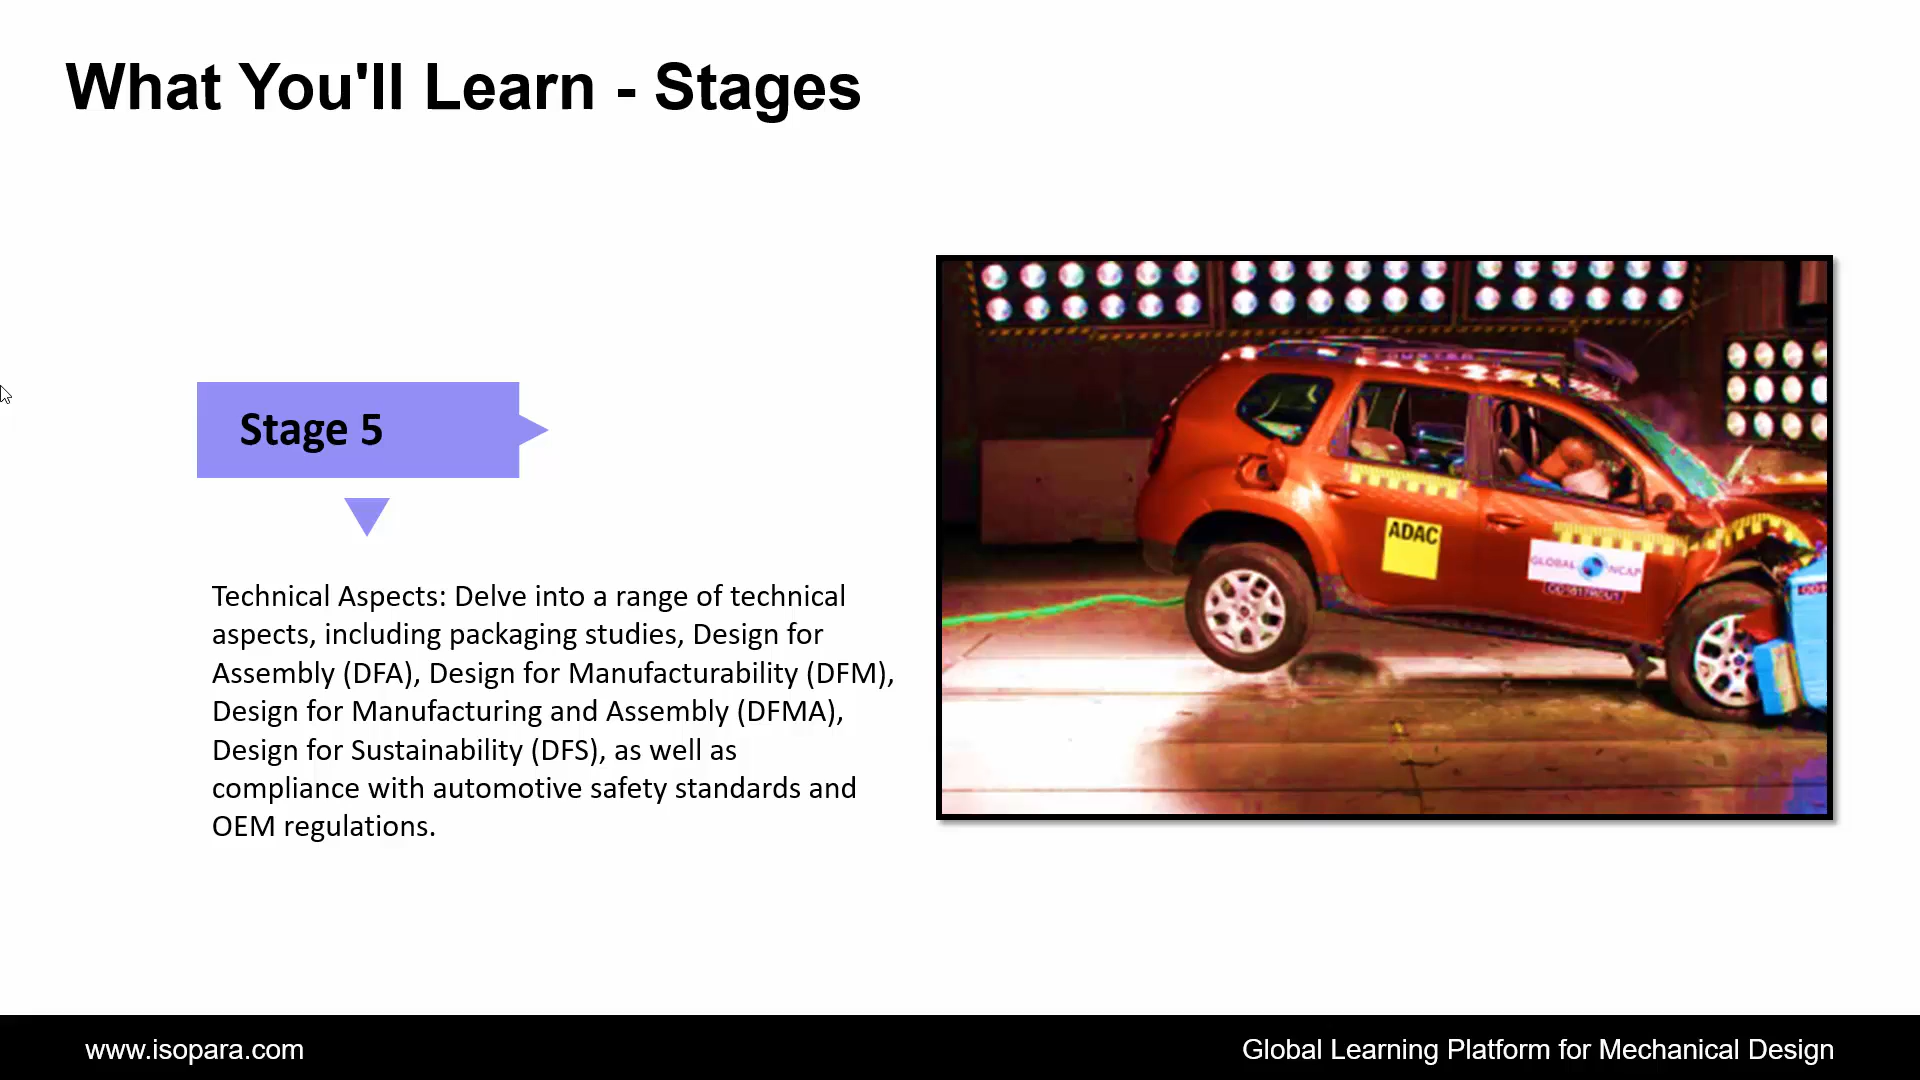 What You'll Learn - Stages
Stage 5
Technical Aspects: Delve into a range of technical
aspects, including packaging studies, Design for
Assembly (DFA), Design for Manufacturability (DFM),
Design for Manufacturing and Assembly (DFMA),
Design for Sustainability (DFS), as well as
compliance with automotive safety standards and
OEM regulations.
DUSTER
ADAC
GLOBAL NCAP
www.isopara.com
Global Learning Platform for Mechanical Design